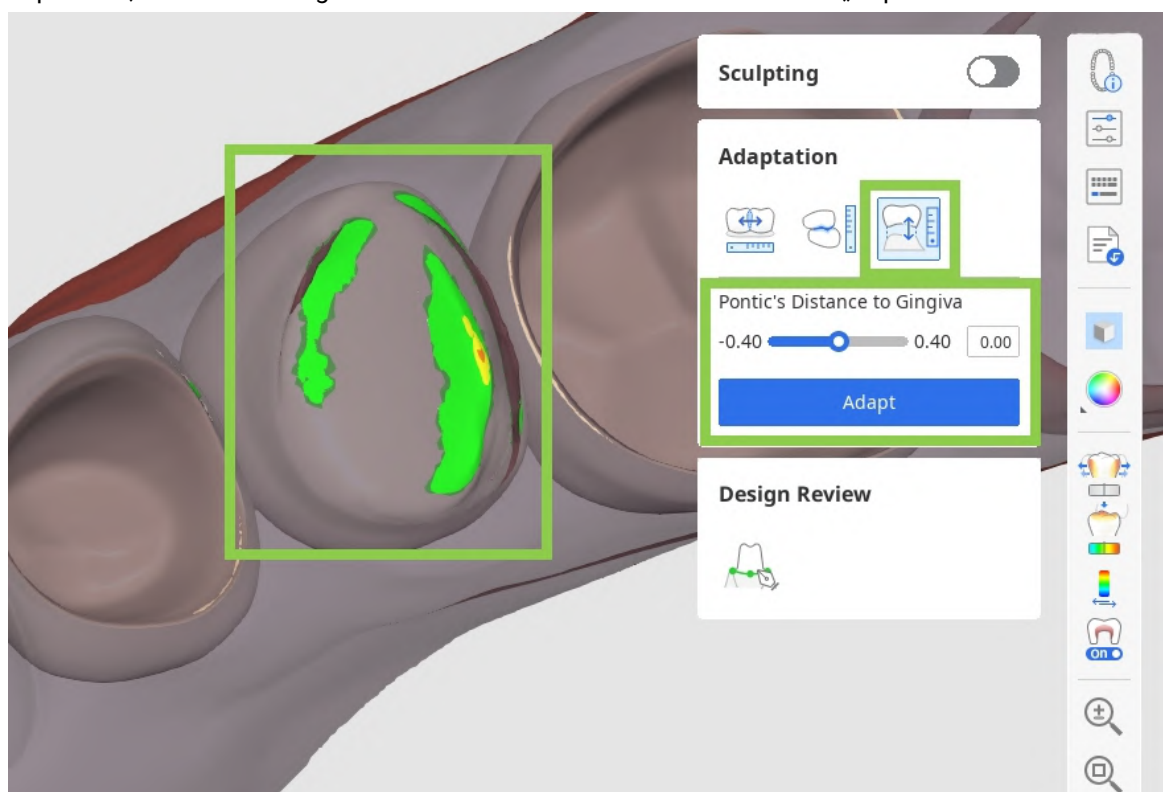 Sculpting
Adaptation
Pontic's Distance to Gingiva
-0.40 0.40 0.00
Adapt
Design Review
On